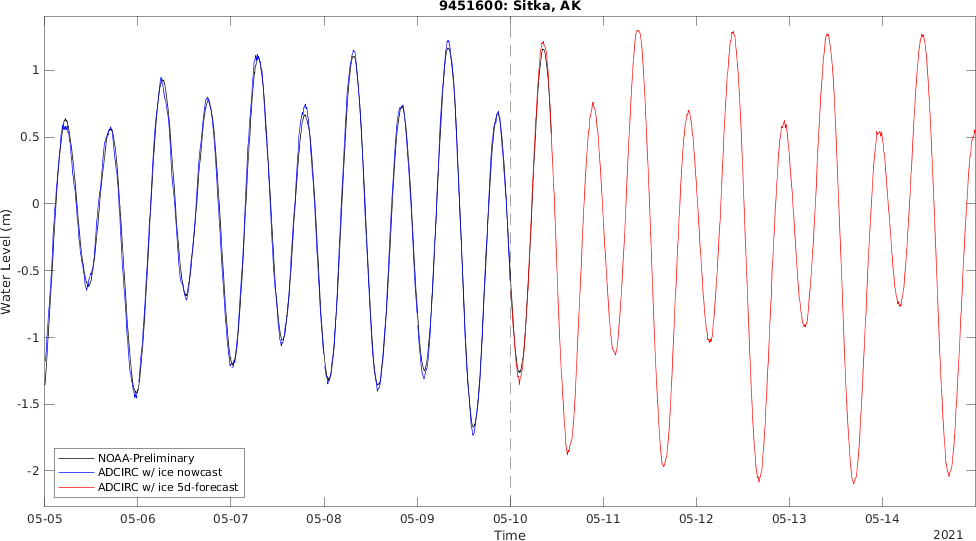 9451600: Sitka, AK
Water Level (m)
1
0.5
0
-0.5
-1
-1.5
-2
NOAA-Preliminary
ADCIRC w/ ice nowcast
ADCIRC w/ ice 5d-forecast
05-05 05-06 05-07 05-08 05-09 05-10 05-11 05-12 05-13 05-14
Time
2021